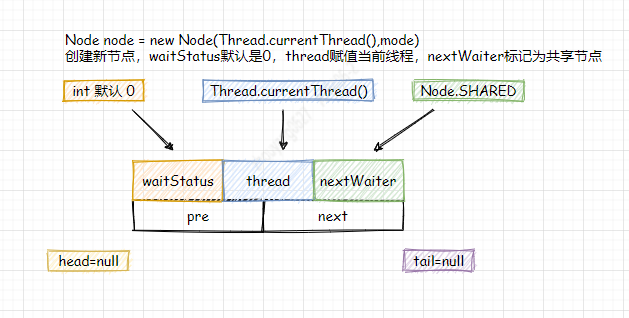 Node node = new Node(Thread.currentThread(),mode)
创建新节点，waitStatus默认是0，thread赋值当前线程，nextWaiter标记为共享节点
int 默认 0
Thread.currentThread()
Node.SHARED
waitStatus
thread
nextWaiter
pre
next
head=null
tail=null